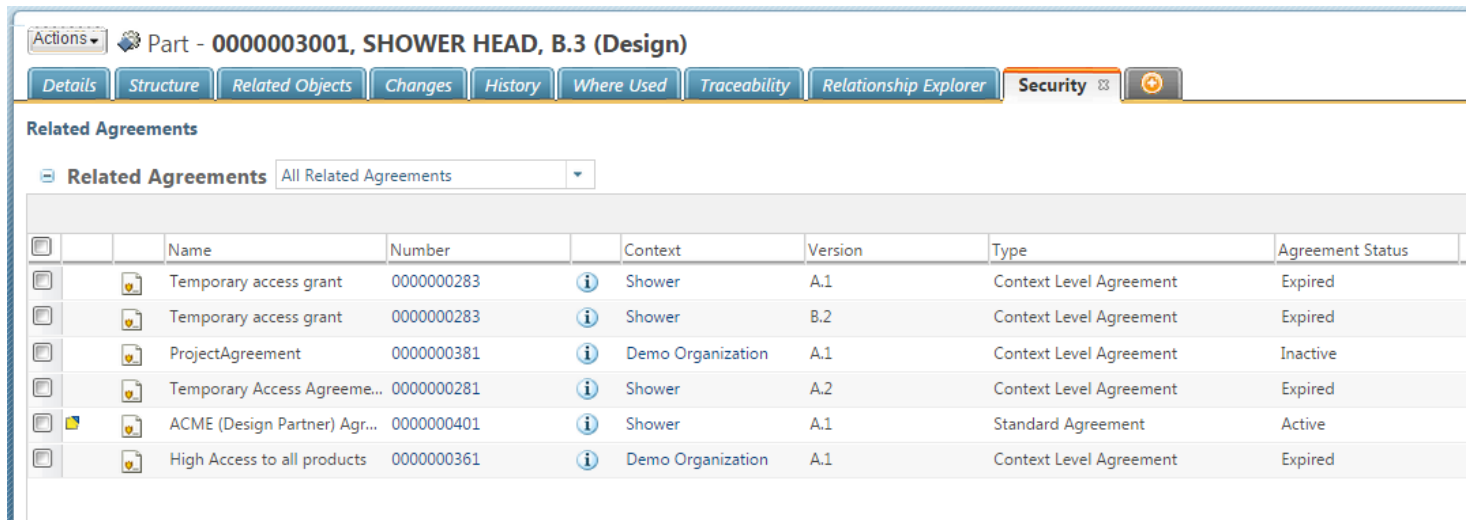 Actions Part - 0000003001, SHOWER HEAD, B.3 (Design)
Details Structure Related Objects Changes History Where Used Traceability Relationship Explorer Security
Related Agreements
Related Agreements All Related Agreements
Name Number Context Version Type Agreement Status
Temporary access grant 0000000283 Shower A.1 Context Level Agreement Expired
Temporary access grant 0000000283 Shower B.2 Context Level Agreement Expired
ProjectAgreement 0000000381 Demo Organization A.1 Context Level Agreement Inactive
Temporary Access Agreeme... 0000000281 Shower A.2 Context Level Agreement Expired
ACME (Design Partner) Agr... 0000000401 Shower A.1 Standard Agreement Active
High Access to all products 0000000361 Demo Organization A.1 Context Level Agreement Expired